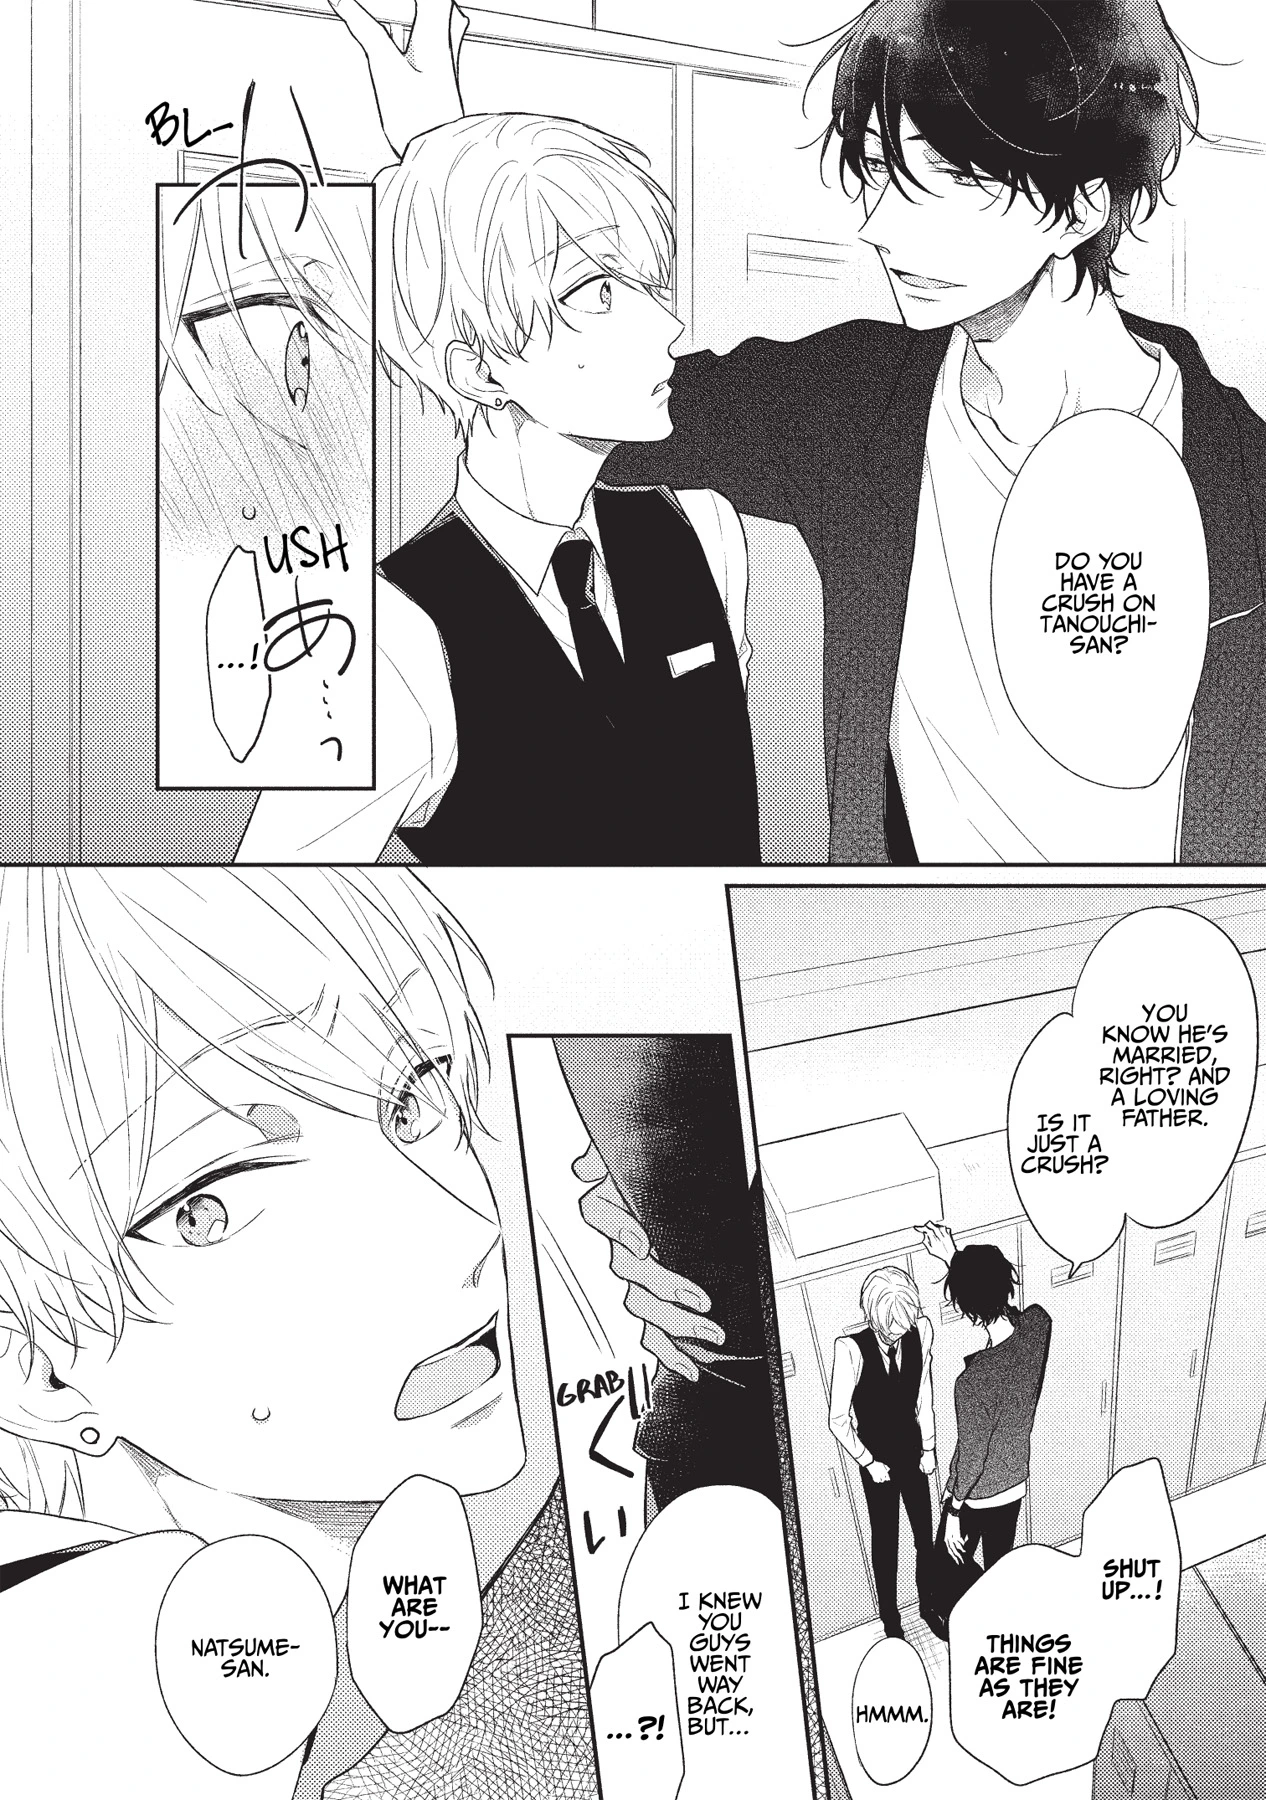 DO YOU
HAVE A
CRUSH ON
TANOUCHI-
SAN?
BL-
か
USH
あ
…
っ
...!
YOU
KNOW HE'S
MARRIED,
RIGHT? AND
A LOVING
FATHER.
IS IT
JUST A
CRUSH?
SHUT
UP...!
THINGS
ARE FINE
AS THEY
ARE!
HMMM.
I KNEW
YOU
GUYS
WENT
WAY
BACK,
BUT...
GRAB
ぐ
い
!!
...?!
WHAT
ARE
YOU--
NATSUME-
SAN.